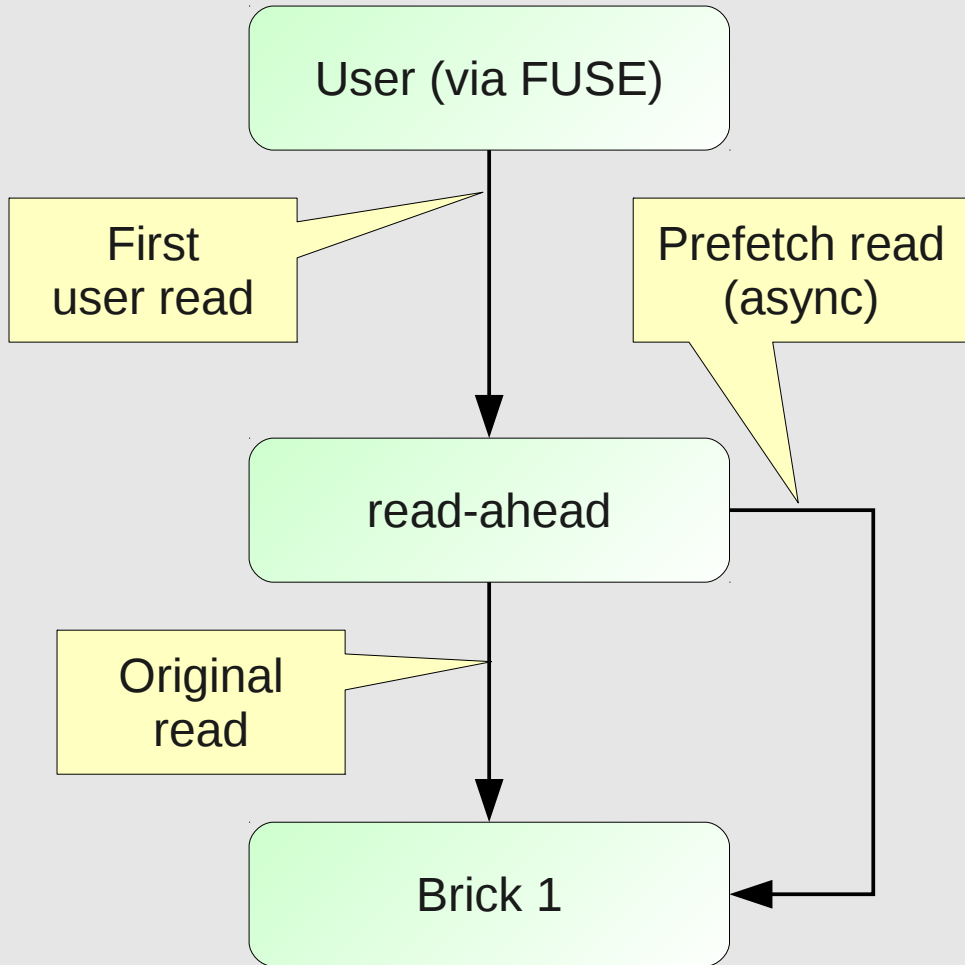 User (via FUSE)
First
user read
Prefetch read
(async)
read-ahead
Original
read
Brick 1